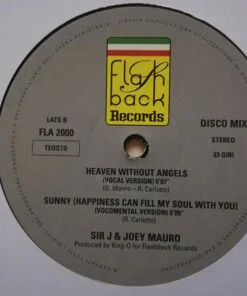 flash
back
Records
LATO B
FLA 2000
TEOSTO
DISCO MIX
STEREO
33 GIRI
HEAVEN WITHOUT ANGELS
(VOCAL VERSION) 5'07"
(G. Mauro - R. Carlotto)
SUNNY (HAPPINESS CAN FILL MY SOUL WITH YOU)
(VOCOMENTAL VERSION) 5'05"
(R. Carlotto)
SIR J & JOEY MAURO
Produced by King-G for Flashback Records